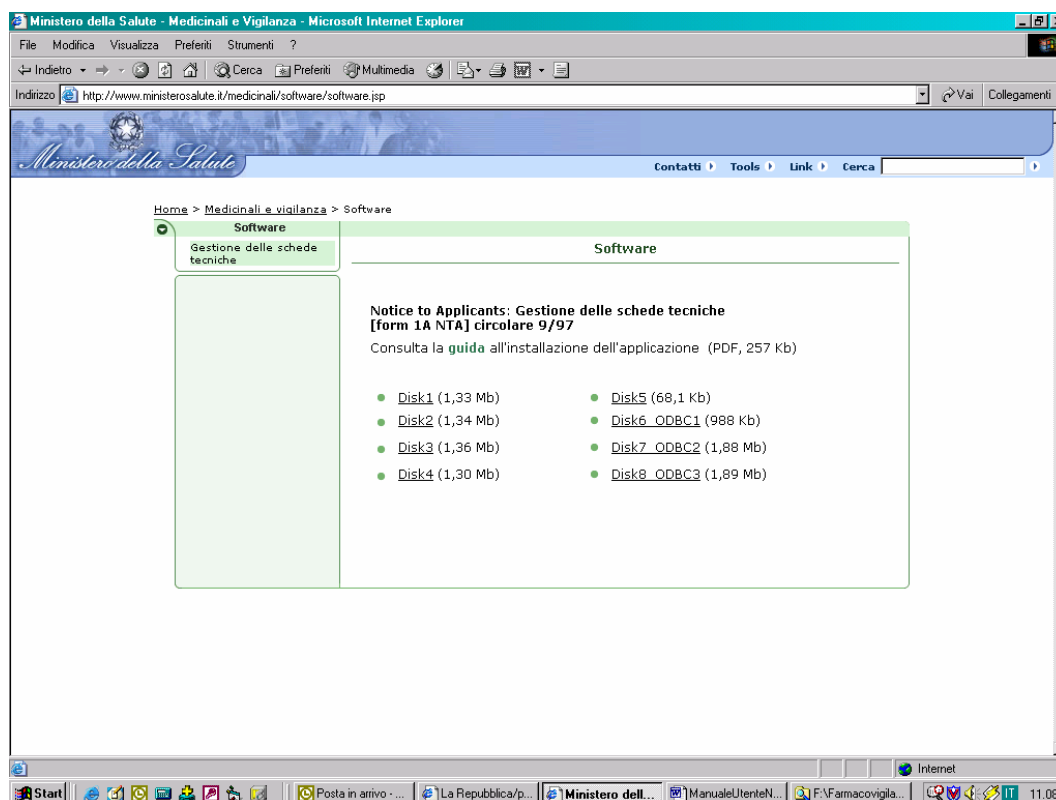 Ministero della Salute - Medicinali e Vigilanza - Microsoft Internet Explorer
File Modifica Visualizza Preferiti Strumenti ?
Indietro Cerca Preferiti Multimedia
Indirizzo http://www.ministerosalute.it/medicinali/software/software.jsp Vai Collegamenti
Ministero della Salute
Contatti Tools Link Cerca
Home > Medicinali e vigilanza > Software
Software
Gestione delle schede
tecniche
Software
Notice to Applicants: Gestione delle schede tecniche
[form 1A NTA] circolare 9/97
Consulta la guida all'installazione dell'applicazione (PDF, 257 Kb)
Disk1 (1,33 Mb) Disk5 (68,1 Kb)
Disk2 (1,34 Mb) Disk6_ODBC1 (988 Kb)
Disk3 (1,36 Mb) Disk7_ODBC2 (1,88 Mb)
Disk4 (1,30 Mb) Disk8_ODBC3 (1,89 Mb)
Internet
Start Posta in arrivo - ... La Repubblica/p... Ministero dell... ManualeUtenteN... F:\Farmacovigila... IT 11.08